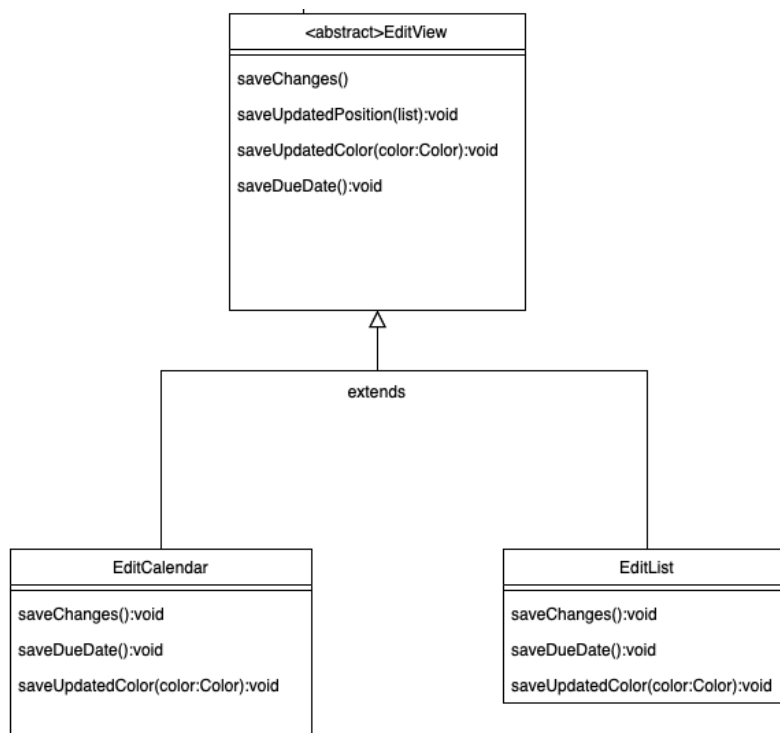 <abstract>EditView
saveChanges()
saveUpdatedPosition(list):void
saveUpdatedColor(color:Color):void
saveDueDate():void
extends
EditCalendar
saveChanges():void
saveDueDate():void
saveUpdatedColor(color:Color):void
EditList
saveChanges():void
saveDueDate():void
saveUpdatedColor(color:Color):void